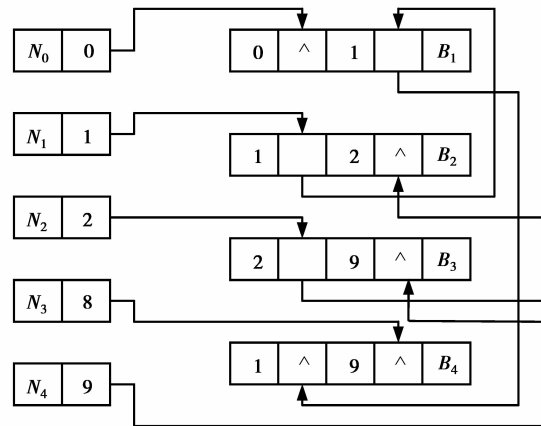 N0 0
0 ^ 1 B1
N1 1
1 2 ^ B2
N2 2
2 9 ^ B3
N3 8
1 ^ 9 ^ B4
N4 9